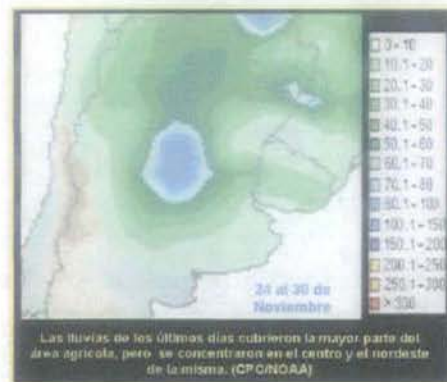 0 - 10
10.1 - 20
20.1 - 30
30.1 - 40
40.1 - 50
50.1 - 60
60.1 - 70
70.1 - 80
80.1 - 100
100.1 - 150
150.1 - 200
200.1 - 250
250.1 - 300
> 300
24 al 30 de
Noviembre
Las lluvias de los últimos días cubrieron la mayor parte del
área agrícola, pero se concentraron en el centro y el nordeste
de la misma. (CPC/NOAA)